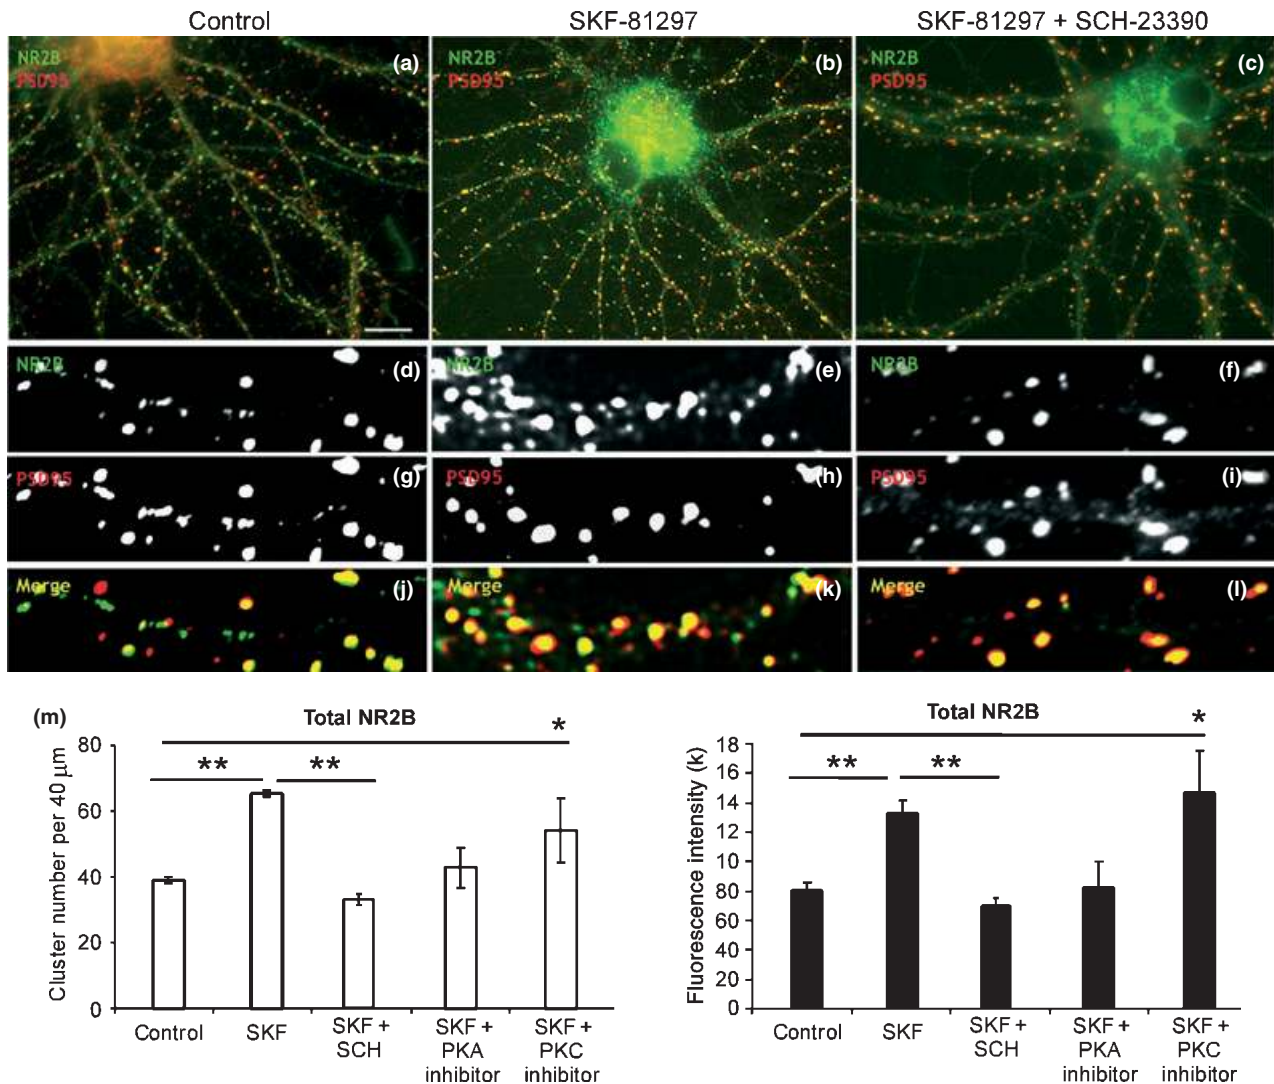 Control SKF-81297 SKF-81297 + SCH-23390
NR2B PSD95 (a)
NR2B PSD95 (b)
NR2B PSD95 (c)
NR2B (d) NR2B (e) NR2B (f)
PSD95 (g) PSD95 (h) PSD95 (i)
Merge (j) Merge (k) Merge (l)
(m)
Total NR2B
*
** **
Cluster number per 40 μm
80
60
40
20
0
Control SKF SKF + SCH SKF + PKA inhibitor SKF + PKC inhibitor
Total NR2B
*
** **
Fluorescence intensity (k)
18
16
14
12
10
80
60
40
20
0
Control SKF SKF + SCH SKF + PKA inhibitor SKF + PKC inhibitor